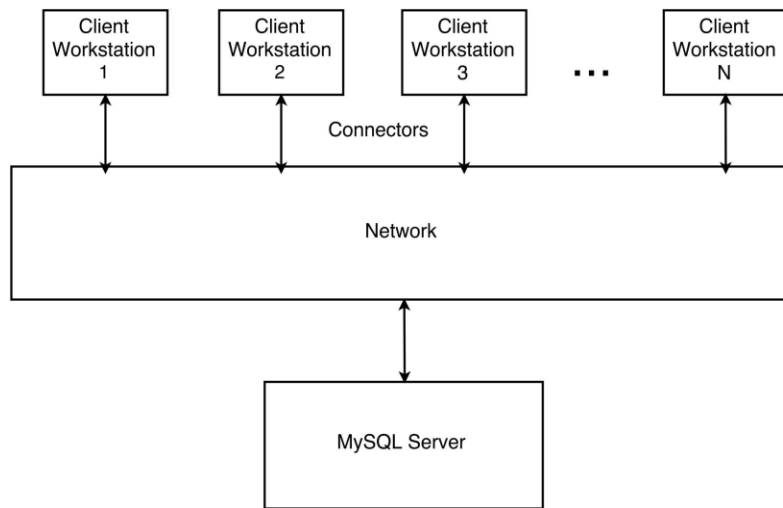 Client
Workstation
1
Client
Workstation
2
Client
Workstation
3
...
Client
Workstation
N
Connectors
Network
MySQL Server